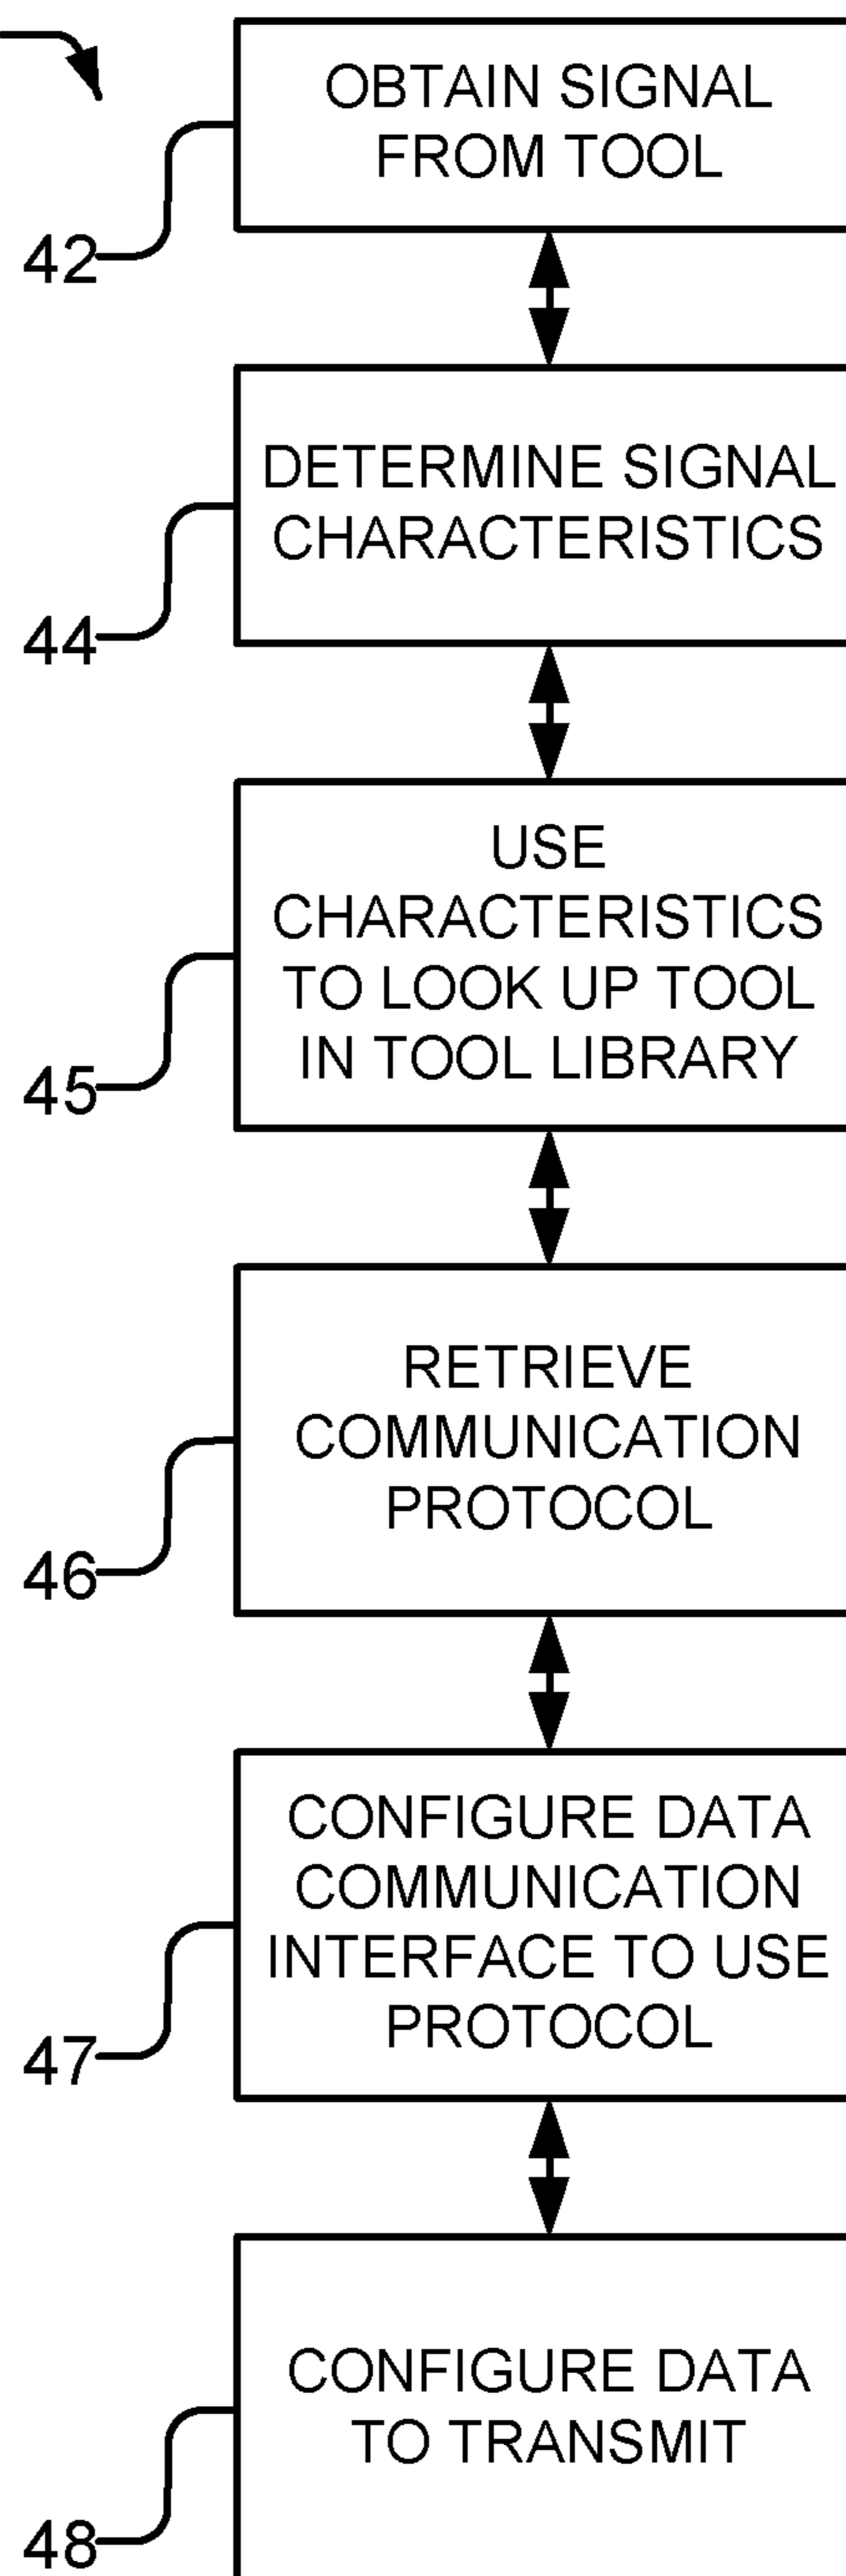 OBTAIN SIGNAL
FROM TOOL
42
DETERMINE SIGNAL
CHARACTERISTICS
44
USE
CHARACTERISTICS
TO LOOK UP TOOL
IN TOOL LIBRARY
45
RETRIEVE
COMMUNICATION
PROTOCOL
46
CONFIGURE DATA
COMMUNICATION
INTERFACE TO USE
PROTOCOL
47
CONFIGURE DATA
TO TRANSMIT
48